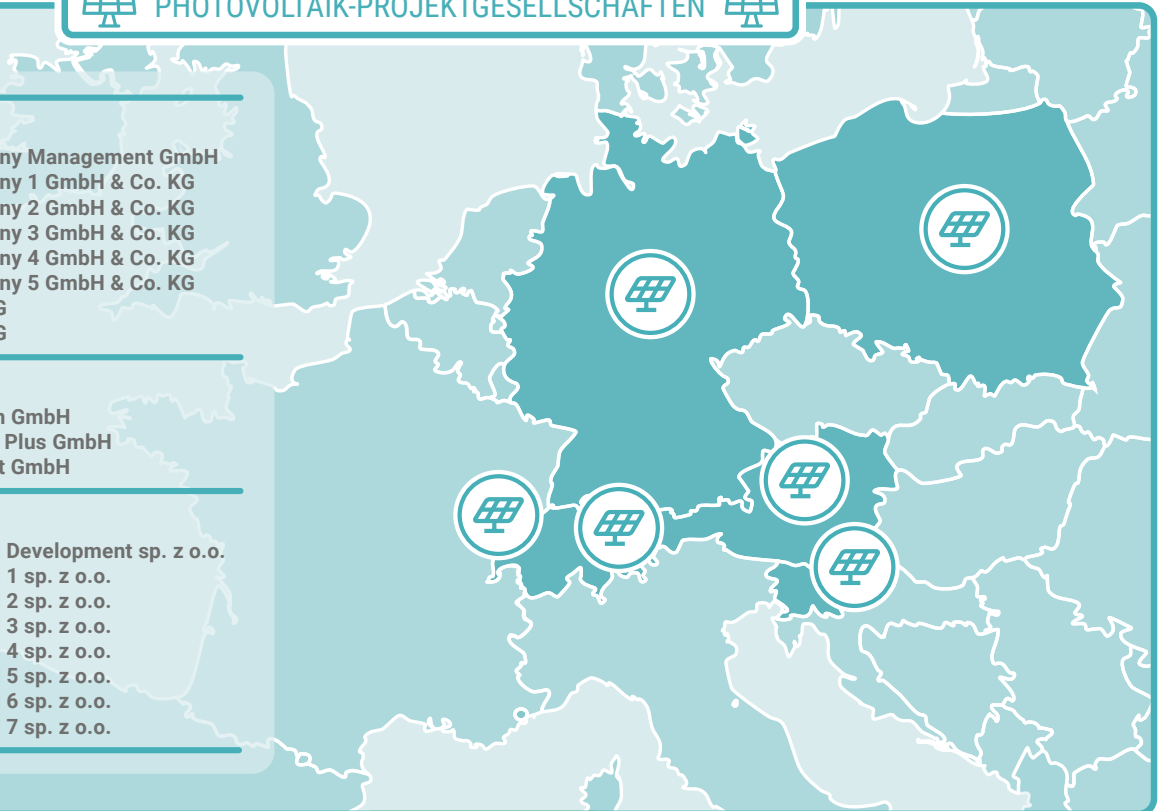 PHOTOVOLTAIK-PROJEKTGESELLSCHAFTEN
ny Management GmbH
ny 1 GmbH & Co. KG
ny 2 GmbH & Co. KG
ny 3 GmbH & Co. KG
ny 4 GmbH & Co. KG
ny 5 GmbH & Co. KG
G
G
n GmbH
Plus GmbH
t GmbH
Development sp. z o.o.
1 sp. z o.o.
2 sp. z o.o.
3 sp. z o.o.
4 sp. z o.o.
5 sp. z o.o.
6 sp. z o.o.
7 sp. z o.o.